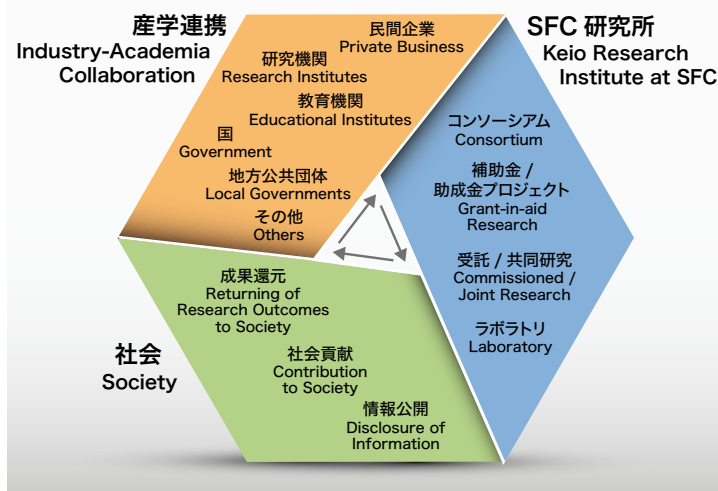 産学連携
Industry-Academia
Collaboration
民間企業
Private Business
研究機関
Research Institutes
教育機関
Educational Institutes
国
Government
地方公共団体
Local Governments
その他
Others
SFC 研究所
Keio Research
Institute at SFC
コンソーシアム
Consortium
補助金 /
助成金プロジェクト
Grant-in-aid
Research
受託 / 共同研究
Commissioned /
Joint Research
ラボラトリ
Laboratory
社会
Society
成果還元
Returning of
Research Outcomes
to Society
社会貢献
Contribution
to Society
情報公開
Disclosure of
Information